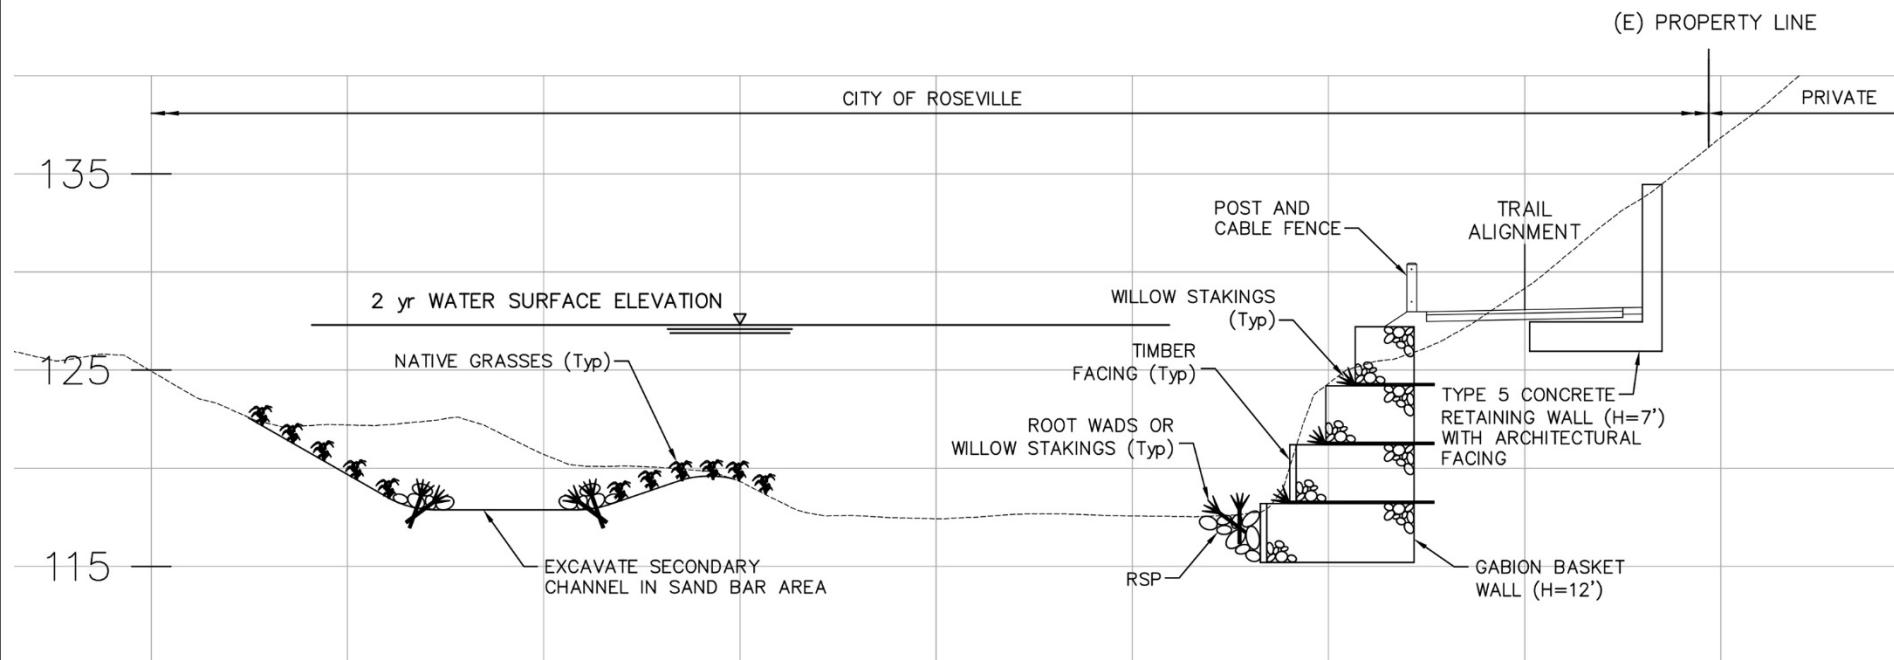 (E) PROPERTY LINE
CITY OF ROSEVILLE
PRIVATE
135
POST AND
CABLE FENCE
TRAIL
ALIGNMENT
2 yr WATER SURFACE ELEVATION
WILLOW STAKINGS
(Typ)
NATIVE GRASSES (Typ)
TIMBER
FACING (Typ)
125
TYPE 5 CONCRETE
RETAINING WALL (H=7')
WITH ARCHITECTURAL
FACING
ROOT WADS OR
WILLOW STAKINGS (Typ)
115
EXCAVATE SECONDARY
CHANNEL IN SAND BAR AREA
RSP
GABION BASKET
WALL (H=12')